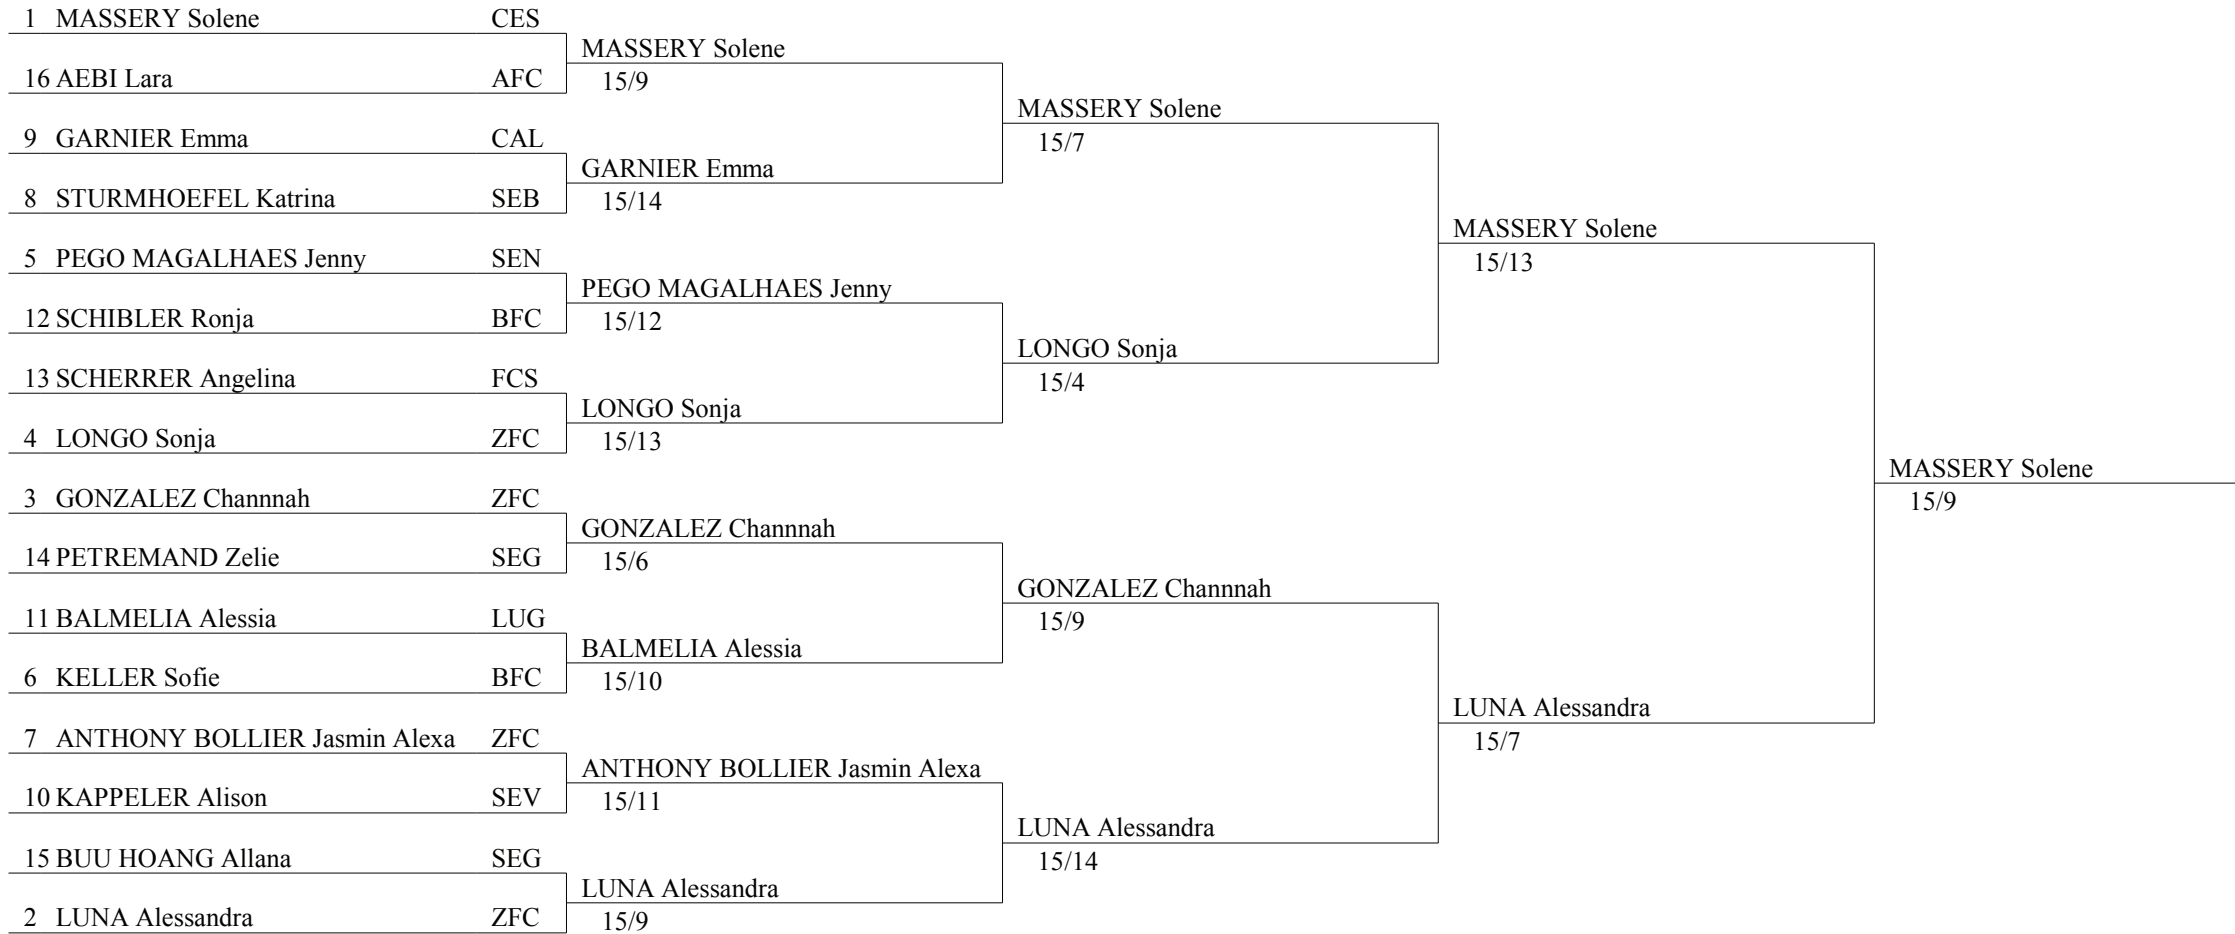 1 MASSERY Solene CES
16 AEBI Lara AFC
9 GARNIER Emma CAL
8 STURMHOEFEL Katrina SEB
5 PEGO MAGALHAES Jenny SEN
12 SCHIBLER Ronja BFC
13 SCHERRER Angelina FCS
4 LONGO Sonja ZFC
3 GONZALEZ Channnah ZFC
14 PETREMAND Zelie SEG
11 BALMELIA Alessia LUG
6 KELLER Sofie BFC
7 ANTHONY BOLLIER Jasmin Alexa ZFC
10 KAPPELER Alison SEV
15 BUU HOANG Allana SEG
2 LUNA Alessandra ZFC
MASSERY Solene
15/9
GARNIER Emma
15/14
PEGO MAGALHAES Jenny
15/12
LONGO Sonja
15/13
GONZALEZ Channnah
15/6
BALMELIA Alessia
15/10
ANTHONY BOLLIER Jasmin Alexa
15/11
LUNA Alessandra
15/9
MASSERY Solene
15/7
LONGO Sonja
15/4
GONZALEZ Channnah
15/9
LUNA Alessandra
15/14
MASSERY Solene
15/13
LUNA Alessandra
15/7
MASSERY Solene
15/9